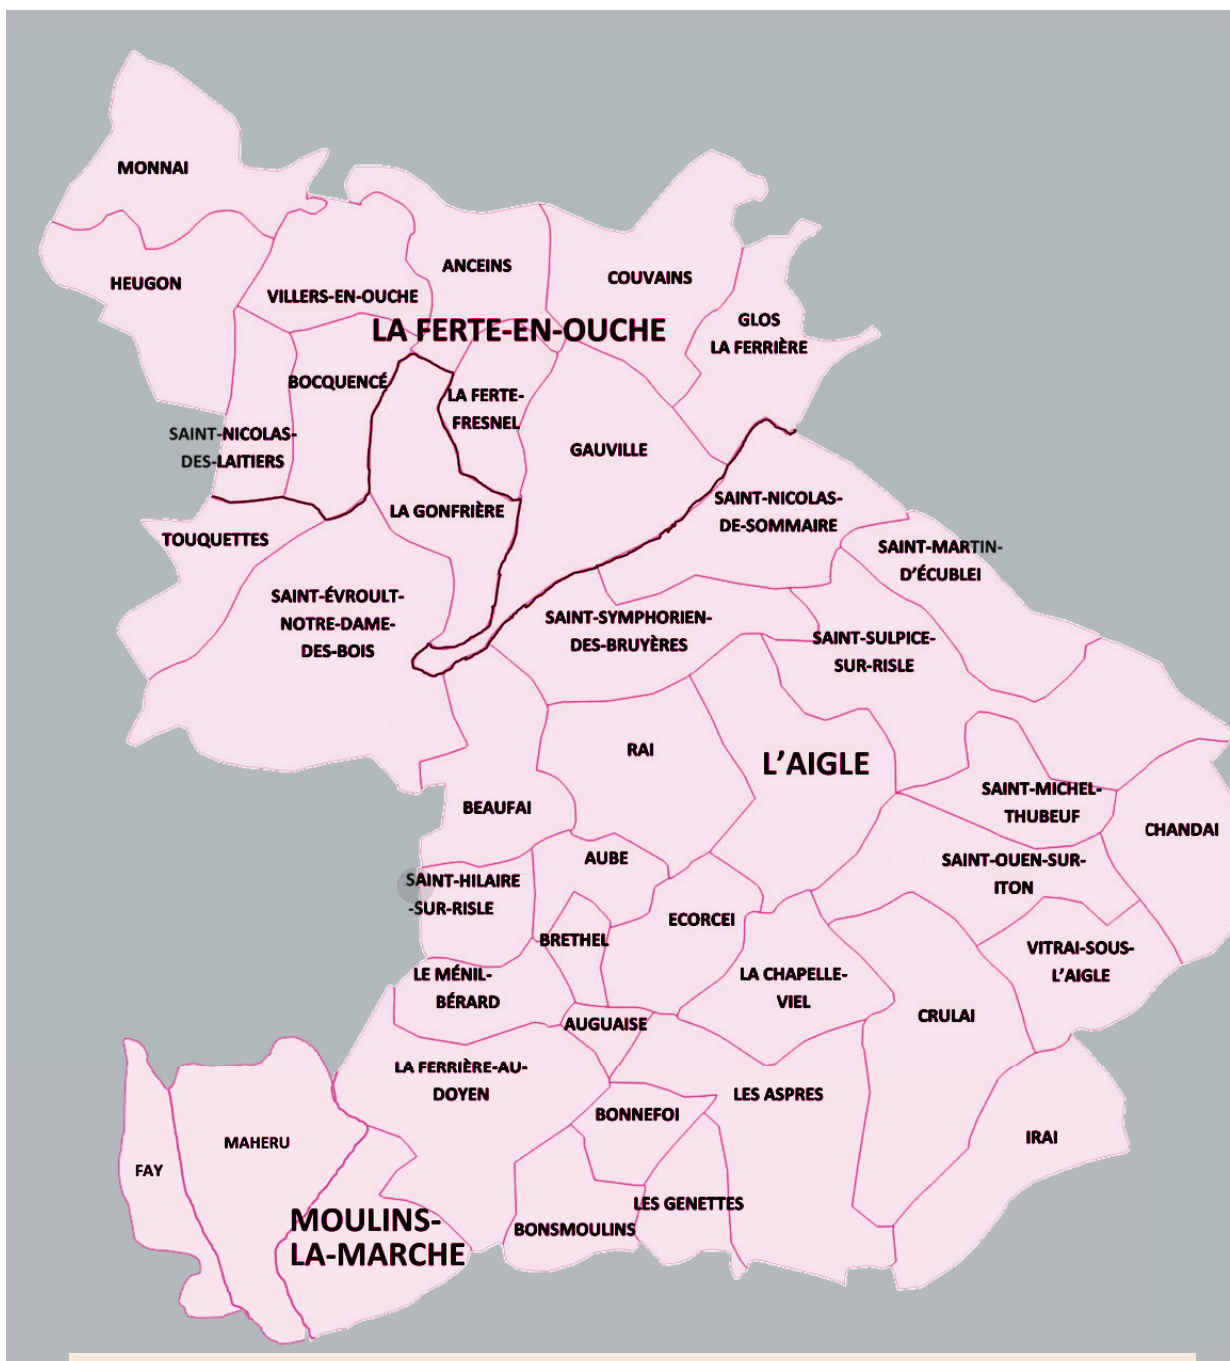 MONNAI
HEUGON
VILLERS-EN-OUCHE
ANCEINS
COUVAINS
GLOS
LA FERRIÈRE
LA FERTE-EN-OUCHE
BOCQUENCÉ
LA FERTE-
FRESNEL
SAINT-NICOLAS-
DES-LAITIERS
GAUVILLE
LA GONFRIÈRE
SAINT-NICOLAS-
DE-SOMMAIRE
TOUQUETTES
SAINT-MARTIN-
D’ÉCUBLEI
SAINT-ÉVROULT-
NOTRE-DAME-
DES-BOIS
SAINT-SYMPHORIEN-
DES-BRUYÈRES
SAINT-SULPICE-
SUR-RISLE
RAI
L’AIGLE
BEAUFAI
SAINT-MICHEL-
THUBEUF
CHANDAI
AUBE
SAINT-OUEN-SUR-
ITON
SAINT-HILAIRE
-SUR-RISLE
ECORCEI
BRETHEL
VITRAI-SOUS-
L’AIGLE
LE MÉNIL-
BÉRARD
LA CHAPELLE-
VIEL
CRULAI
AUGUAISE
LA FERRIÈRE-AU-
DOYEN
LES ASPRES
BONNEFOI
MAHERU
IRAI
FAY
LES GENETTES
BONSMOULINS
MOULINS-
LA-MARCHE